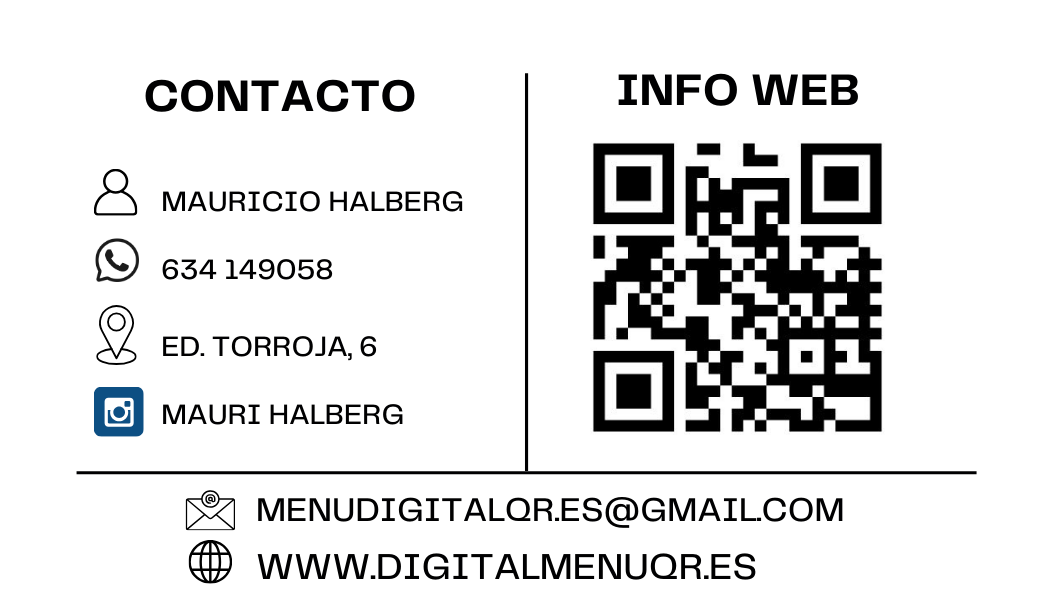 CONTACTO
MAURICIO HALBERG
634 149058
ED. TORROJA, 6
MAURI HALBERG
INFO WEB
MENUDIGITALQR.ES@GMAIL.COM
WWW.DIGITALMENUQR.ES